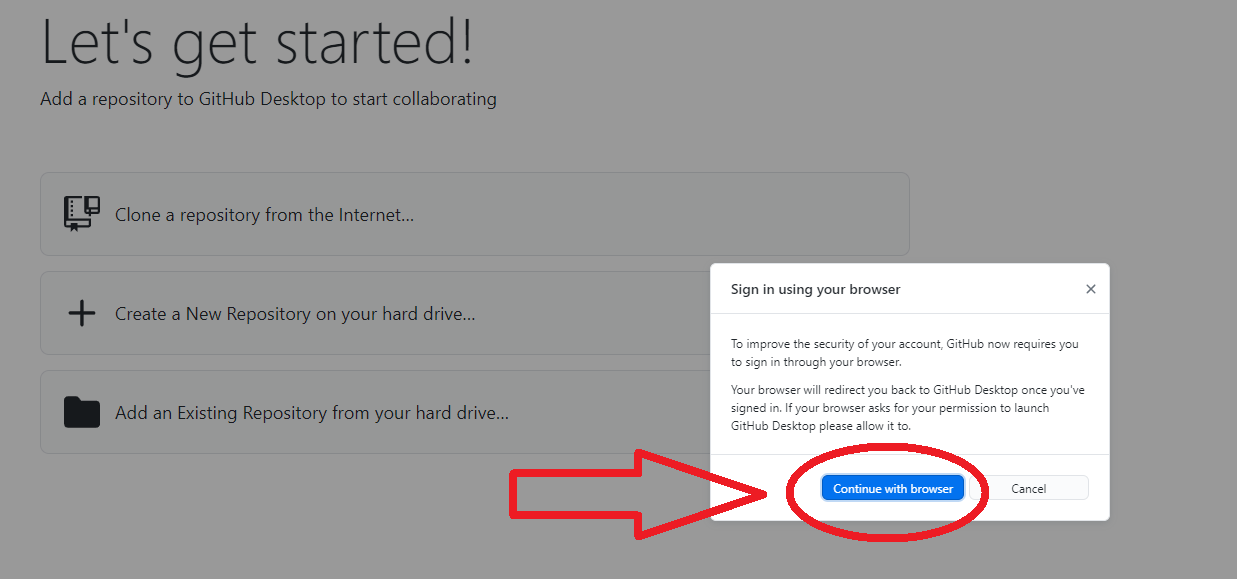 Let's get started!
Add a repository to GitHub Desktop to start collaborating
Clone a repository from the Internet...
Create a New Repository on your hard drive...
Add an Existing Repository from your hard drive...
Sign in using your browser
To improve the security of your account, GitHub now requires you
to sign in through your browser.
Your browser will redirect you back to GitHub Desktop once you've
signed in. If your browser asks for your permission to launch
GitHub Desktop please allow it to.
Continue with browser
Cancel